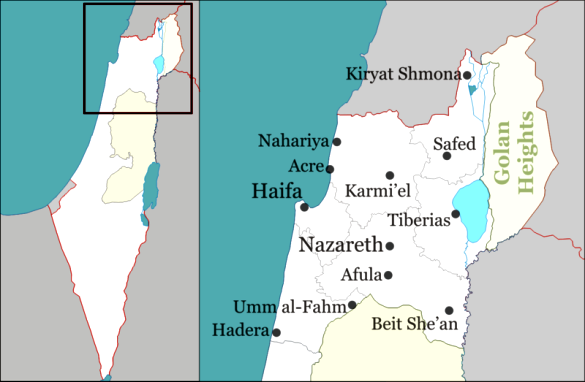 Kiryat Shmona
Nahariya
Safed
Acre
Karmi'el
Haifa
Tiberias
Golan
Heights
Nazareth
Afula
Umm al-Fahm
Beit She'an
Hadera